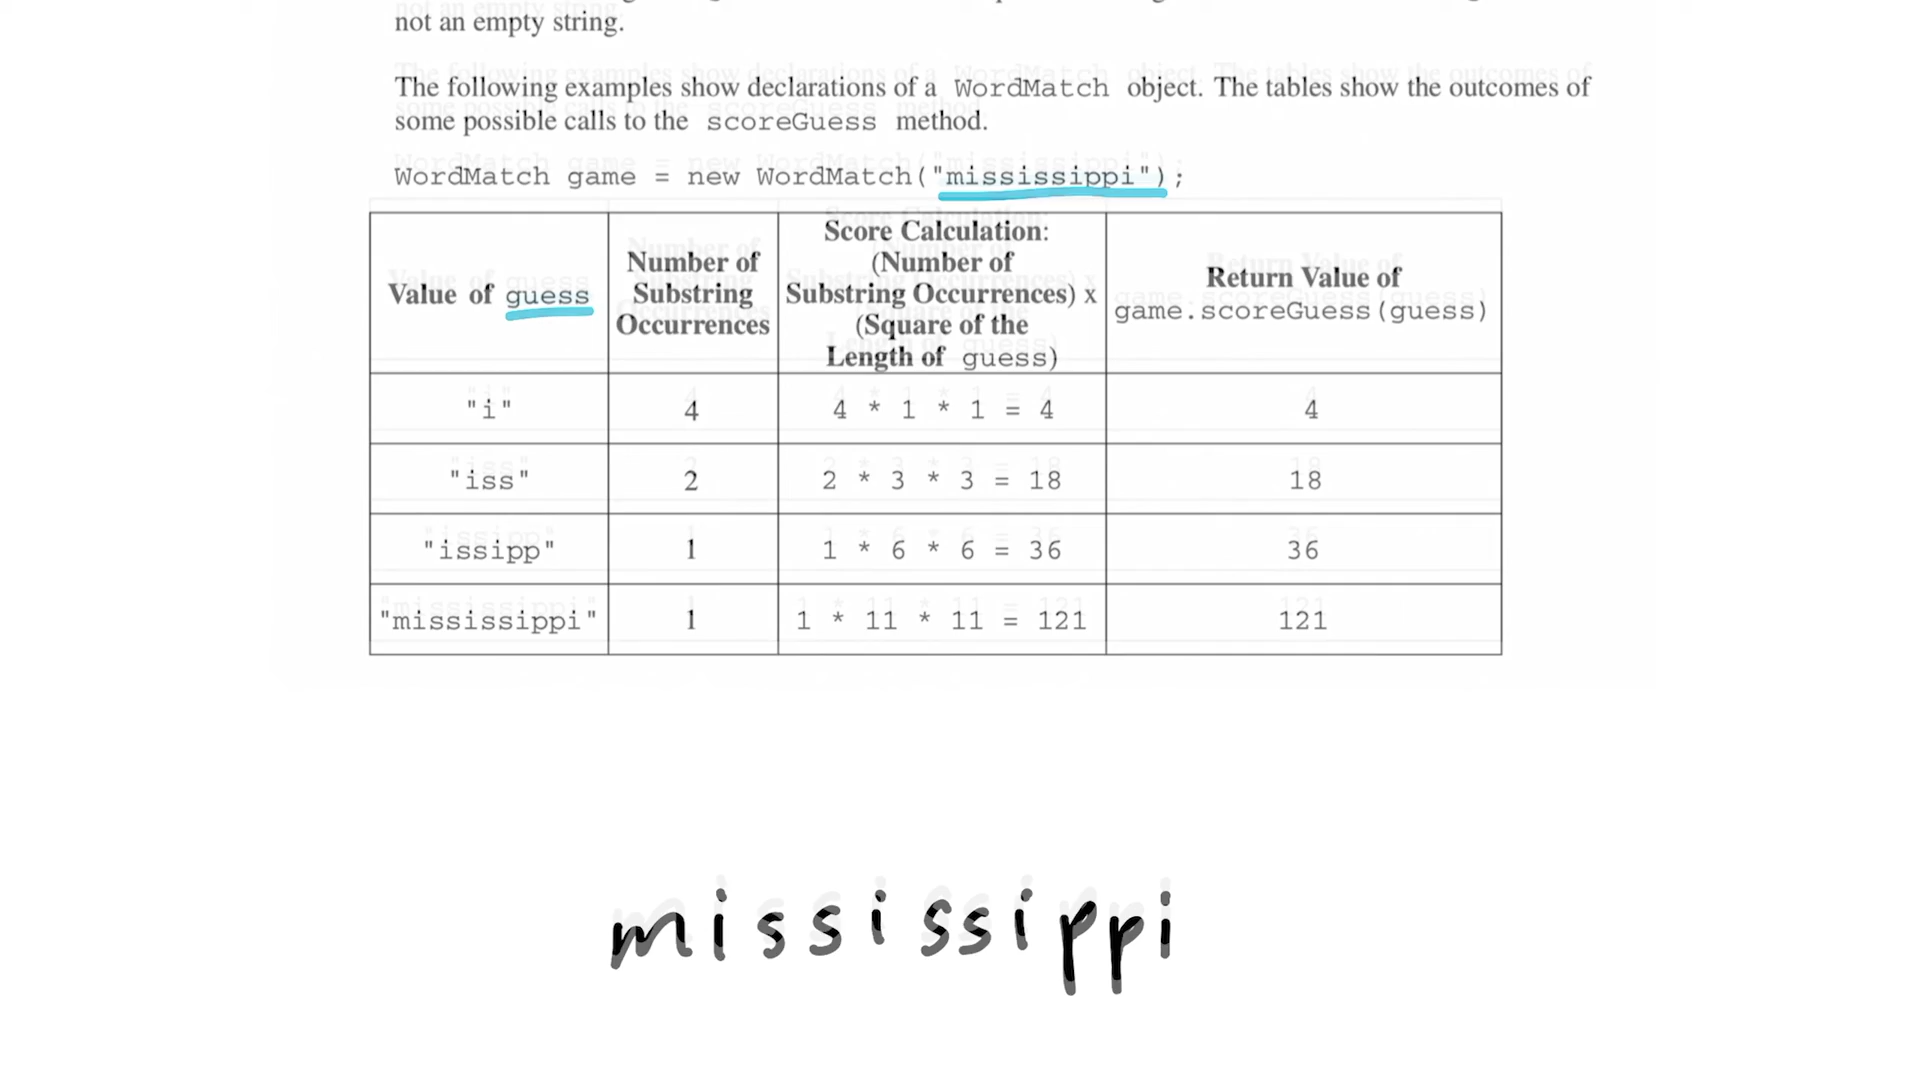 not an empty string.
The following examples show declarations of a WordMatch object. The tables show the outcomes of
some possible calls to the scoreGuess method.
WordMatch game = new WordMatch("mississippi");
Value of guess
Number of
Substring
Occurrences
Score Calculation:
(Number of
Substring Occurrences) x
(Square of the
Length of guess)
Return Value of
game.scoreGuess(guess)
"i" 4 4 * 1 * 1 = 4 4
"iss" 2 2 * 3 * 3 = 18 18
"issipp" 1 1 * 6 * 6 = 36 36
"mississippi" 1 1 * 11 * 11 = 121 121
mississippi